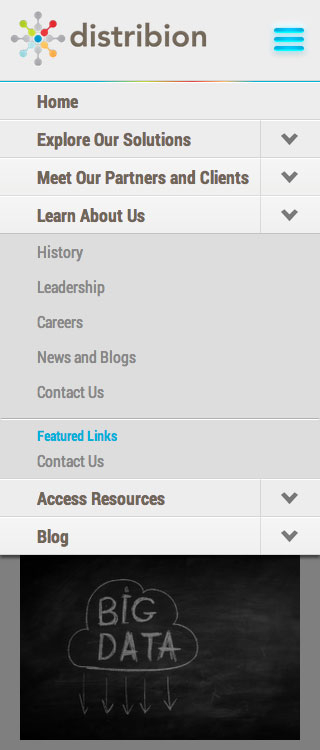 distribion
Home
Explore Our Solutions
Meet Our Partners and Clients
Learn About Us
History
Leadership
Careers
News and Blogs
Contact Us
Featured Links
Contact Us
Access Resources
Blog
BIG
DATA